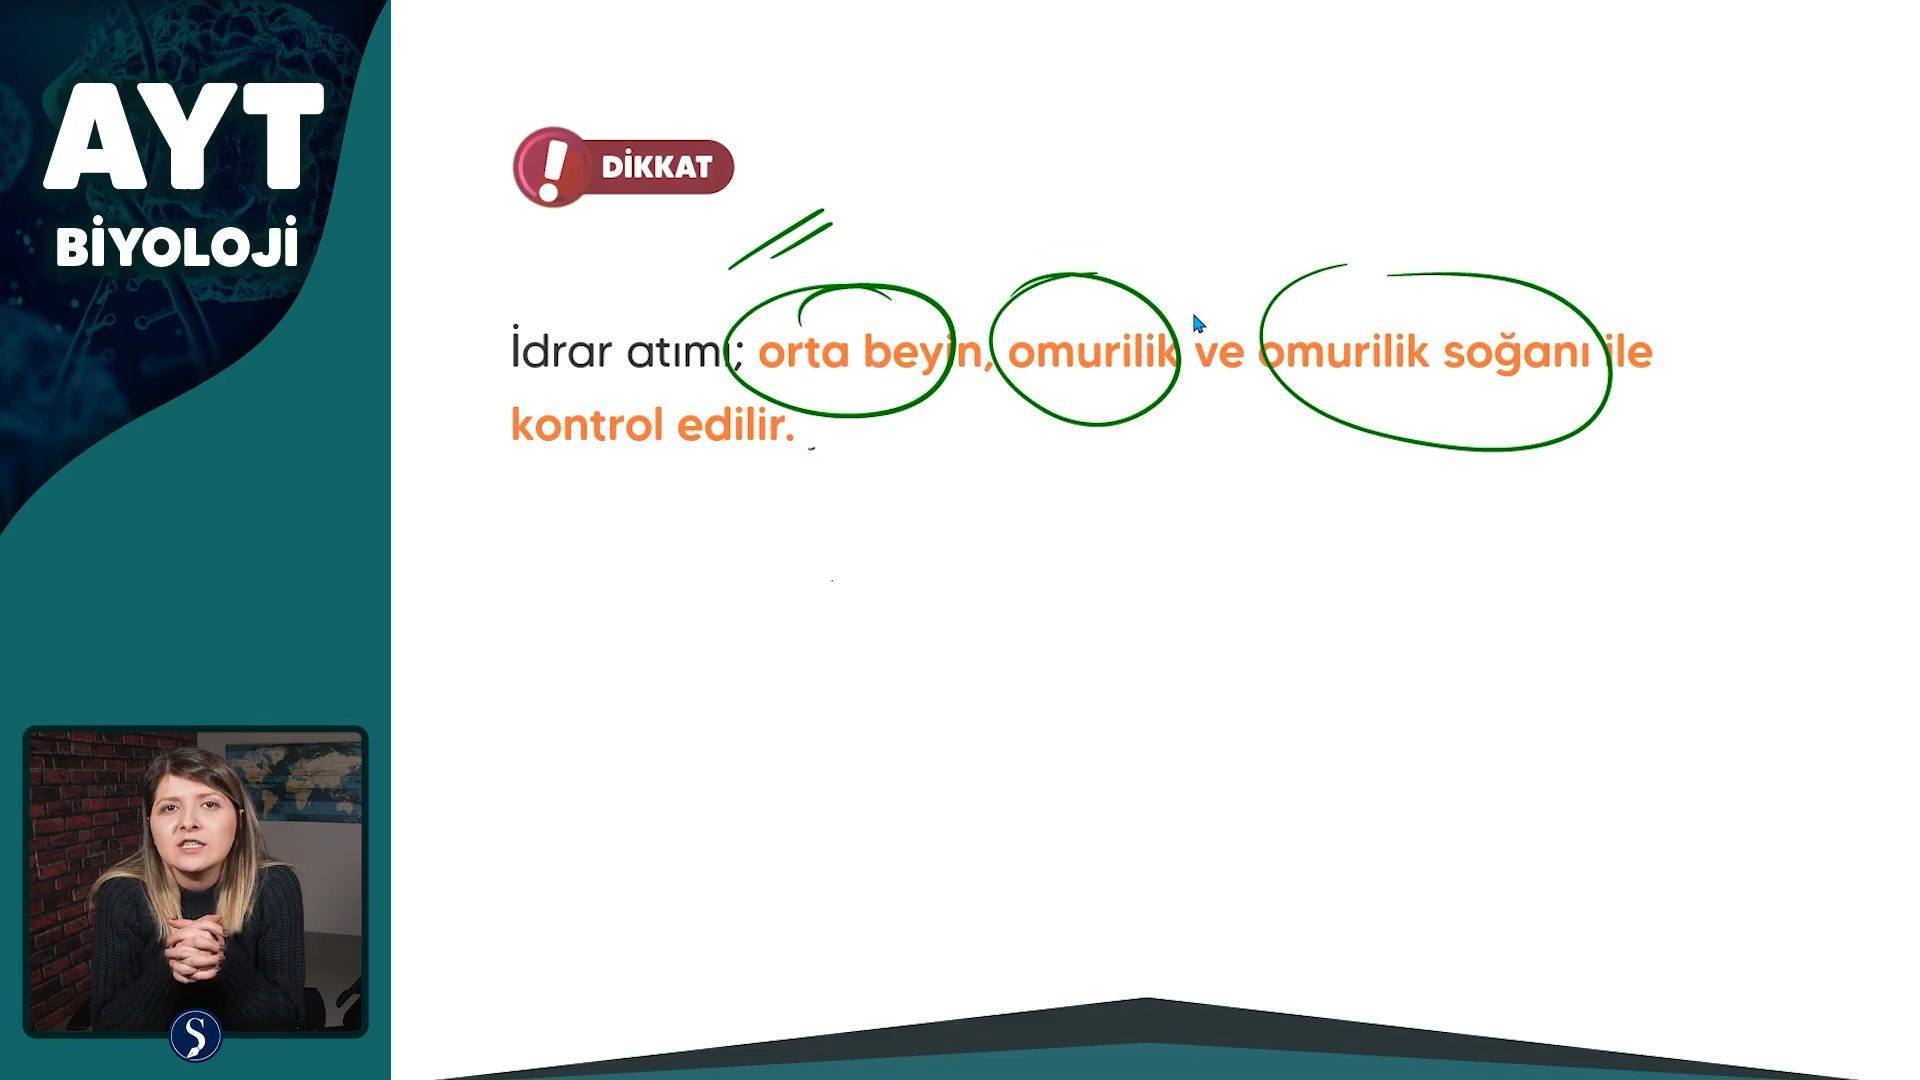 AYT
BİYOLOJİ
DİKKAT
İdrar atımı; orta beyin, omurilik ve omurilik soğanı ile
kontrol edilir.
Ş